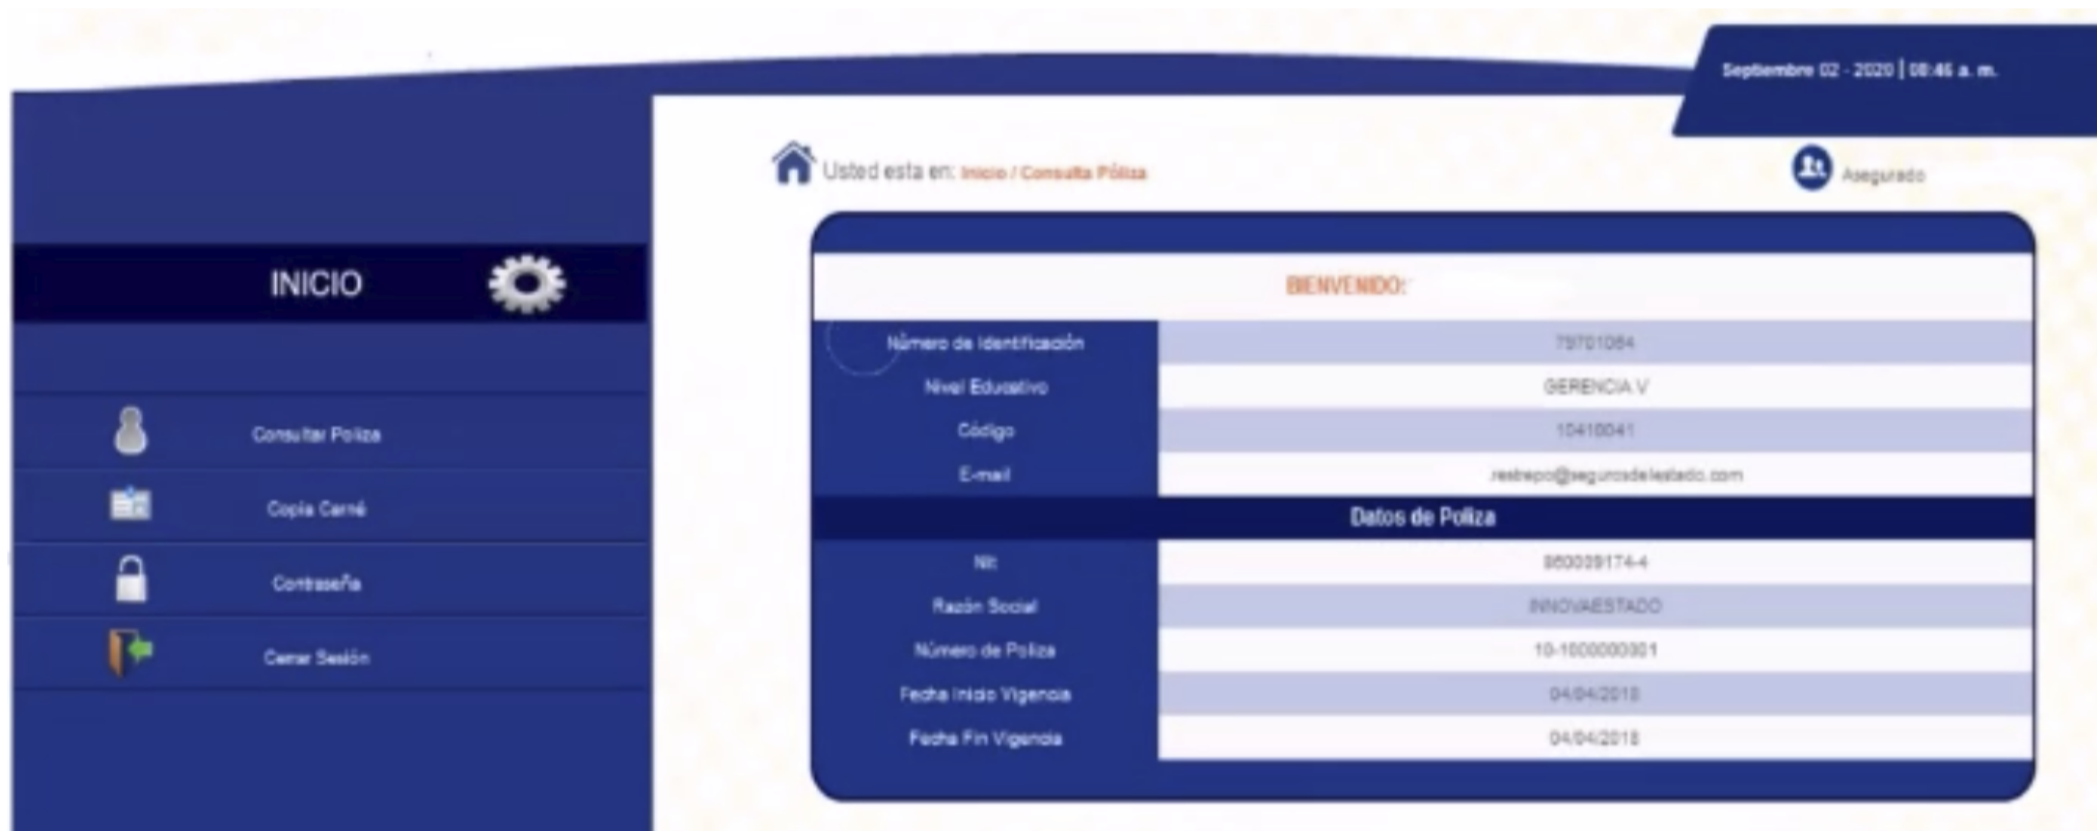 Septiembre 02 - 2020 | 08:46 a. m.
Usted esta en: Inicio / Consulta Póliza
Asegurado
INICIO
BIENVENIDO:
Número de Identificación 79701064
Nivel Educativo GERENCIA V
Consultar Poliza
Código 10410041
E-mail .restrepo@segurosdelestado.com
Copia Carné
Datos de Poliza
Nit: 860039174-4
Contraseña
Razón Social INNOVAESTADO
Número de Poliza 10-1000000301
Cerrar Sesión
Fecha Inicio Vigencia 04/04/2018
Fecha Fin Vigencia 04/04/2018